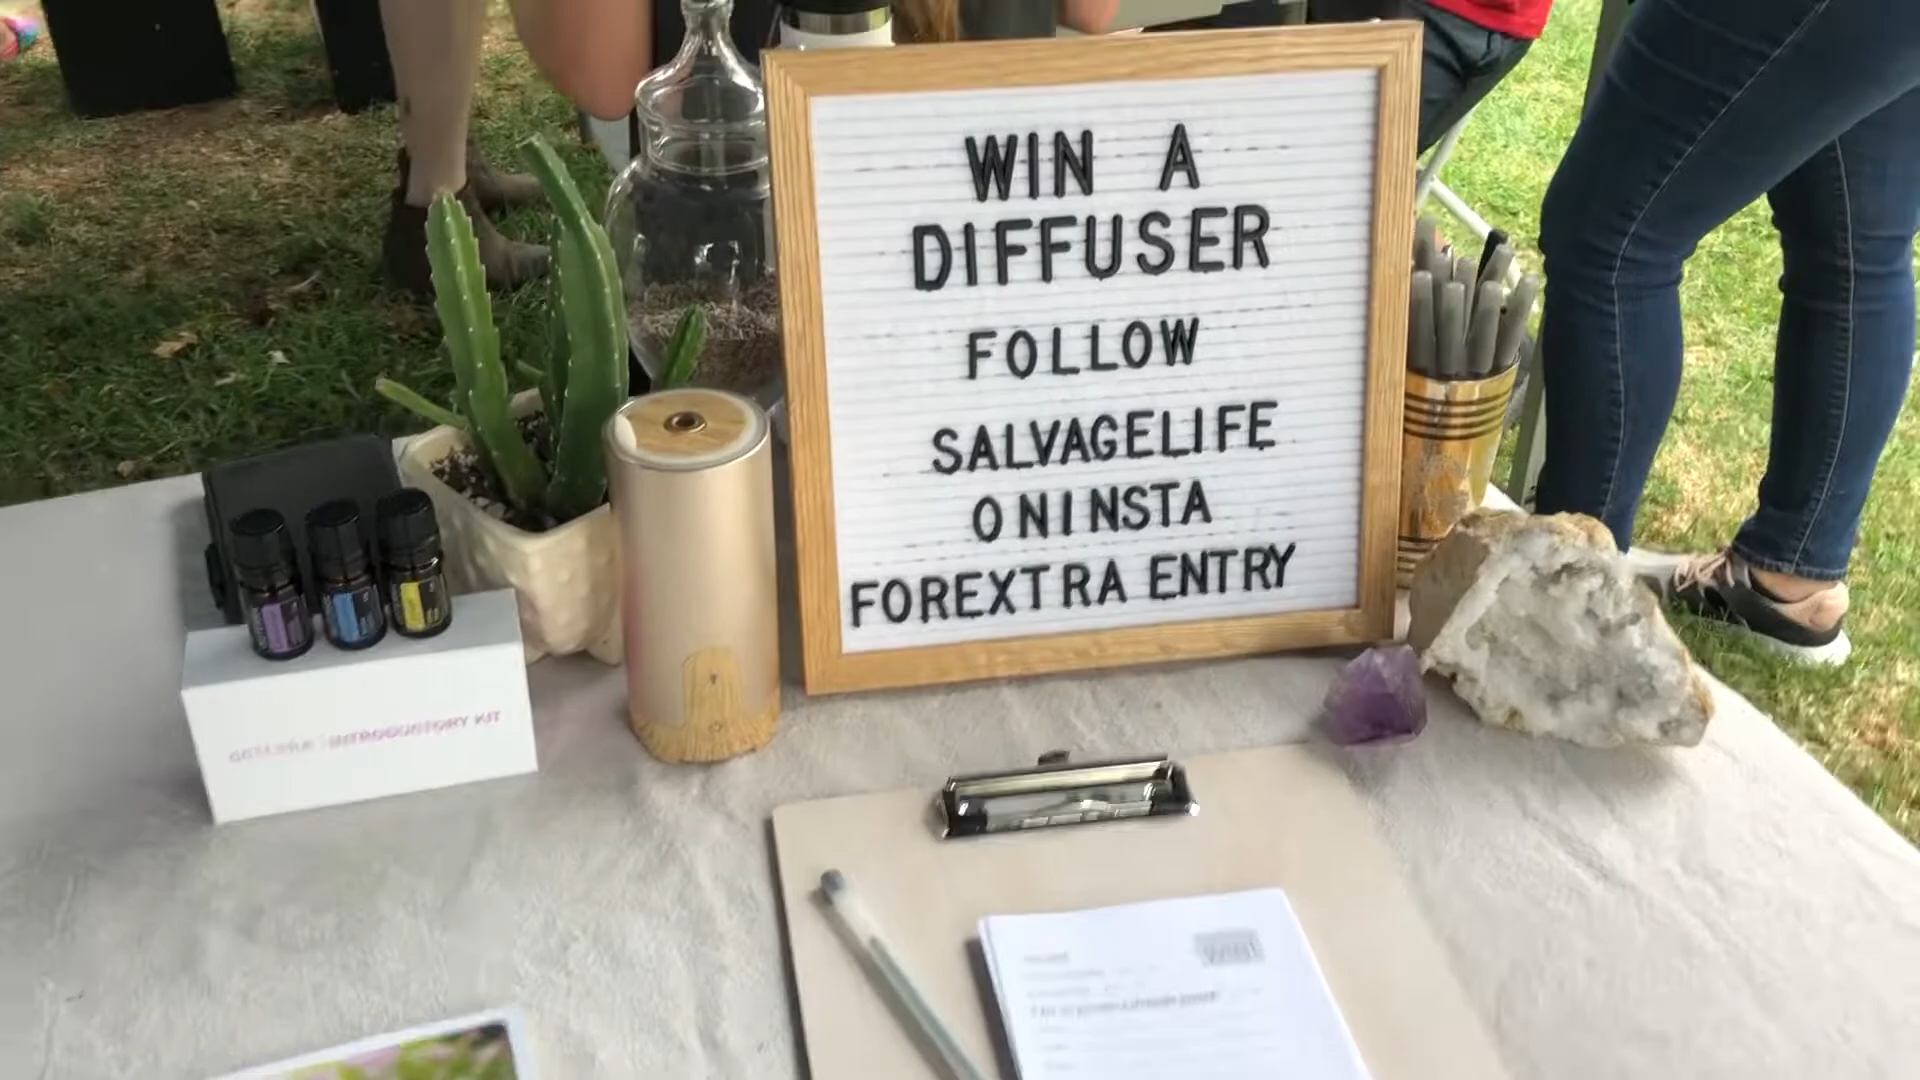 WIN A
DIFFUSER
FOLLOW
SALVAGELIFE
ONINSTA
FOREXTRA ENTRY
INTRODUCTORY KIT